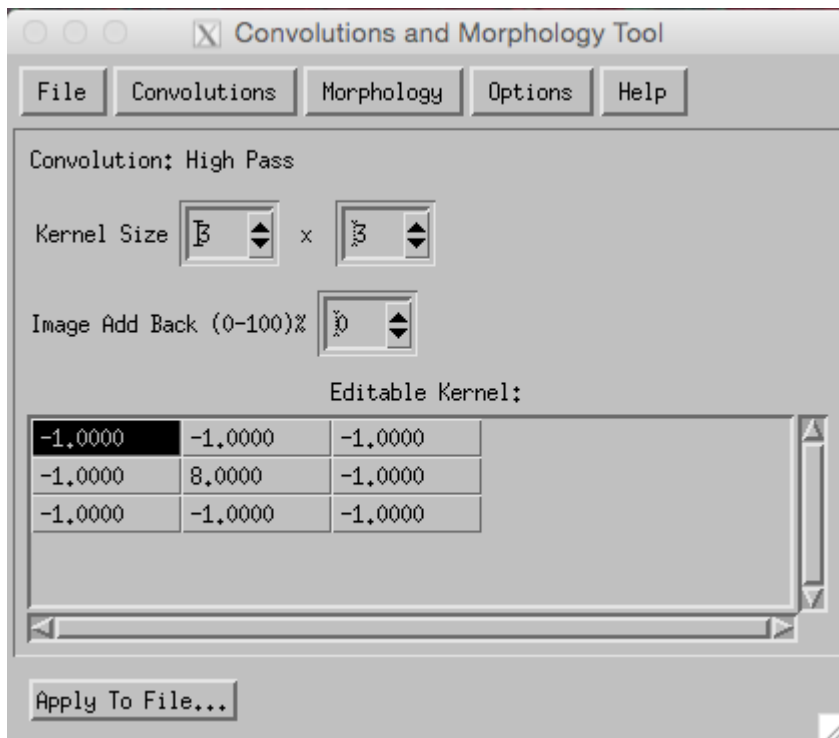 X Convolutions and Morphology Tool
File Convolutions Morphology Options Help
Convolution: High Pass
Kernel Size 3 x 3
Image Add Back (0-100)% 0
Editable Kernel:
-1.0000 -1.0000 -1.0000
-1.0000 8.0000 -1.0000
-1.0000 -1.0000 -1.0000
Apply To File...